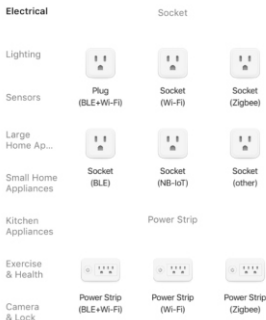 Electrical
Lighting
Sensors
Large
Home Ap...
Small Home
Appliances
Kitchen
Appliances
Exercise
& Health
Camera
& Lock
Socket
Plug
(BLE+Wi-Fi)
Socket
(Wi-Fi)
Socket
(Zigbee)
Socket
(BLE)
Socket
(NB-IoT)
Socket
(other)
Power Strip
Power Strip
(BLE+Wi-Fi)
Power Strip
(Wi-Fi)
Power Strip
(Zigbee)